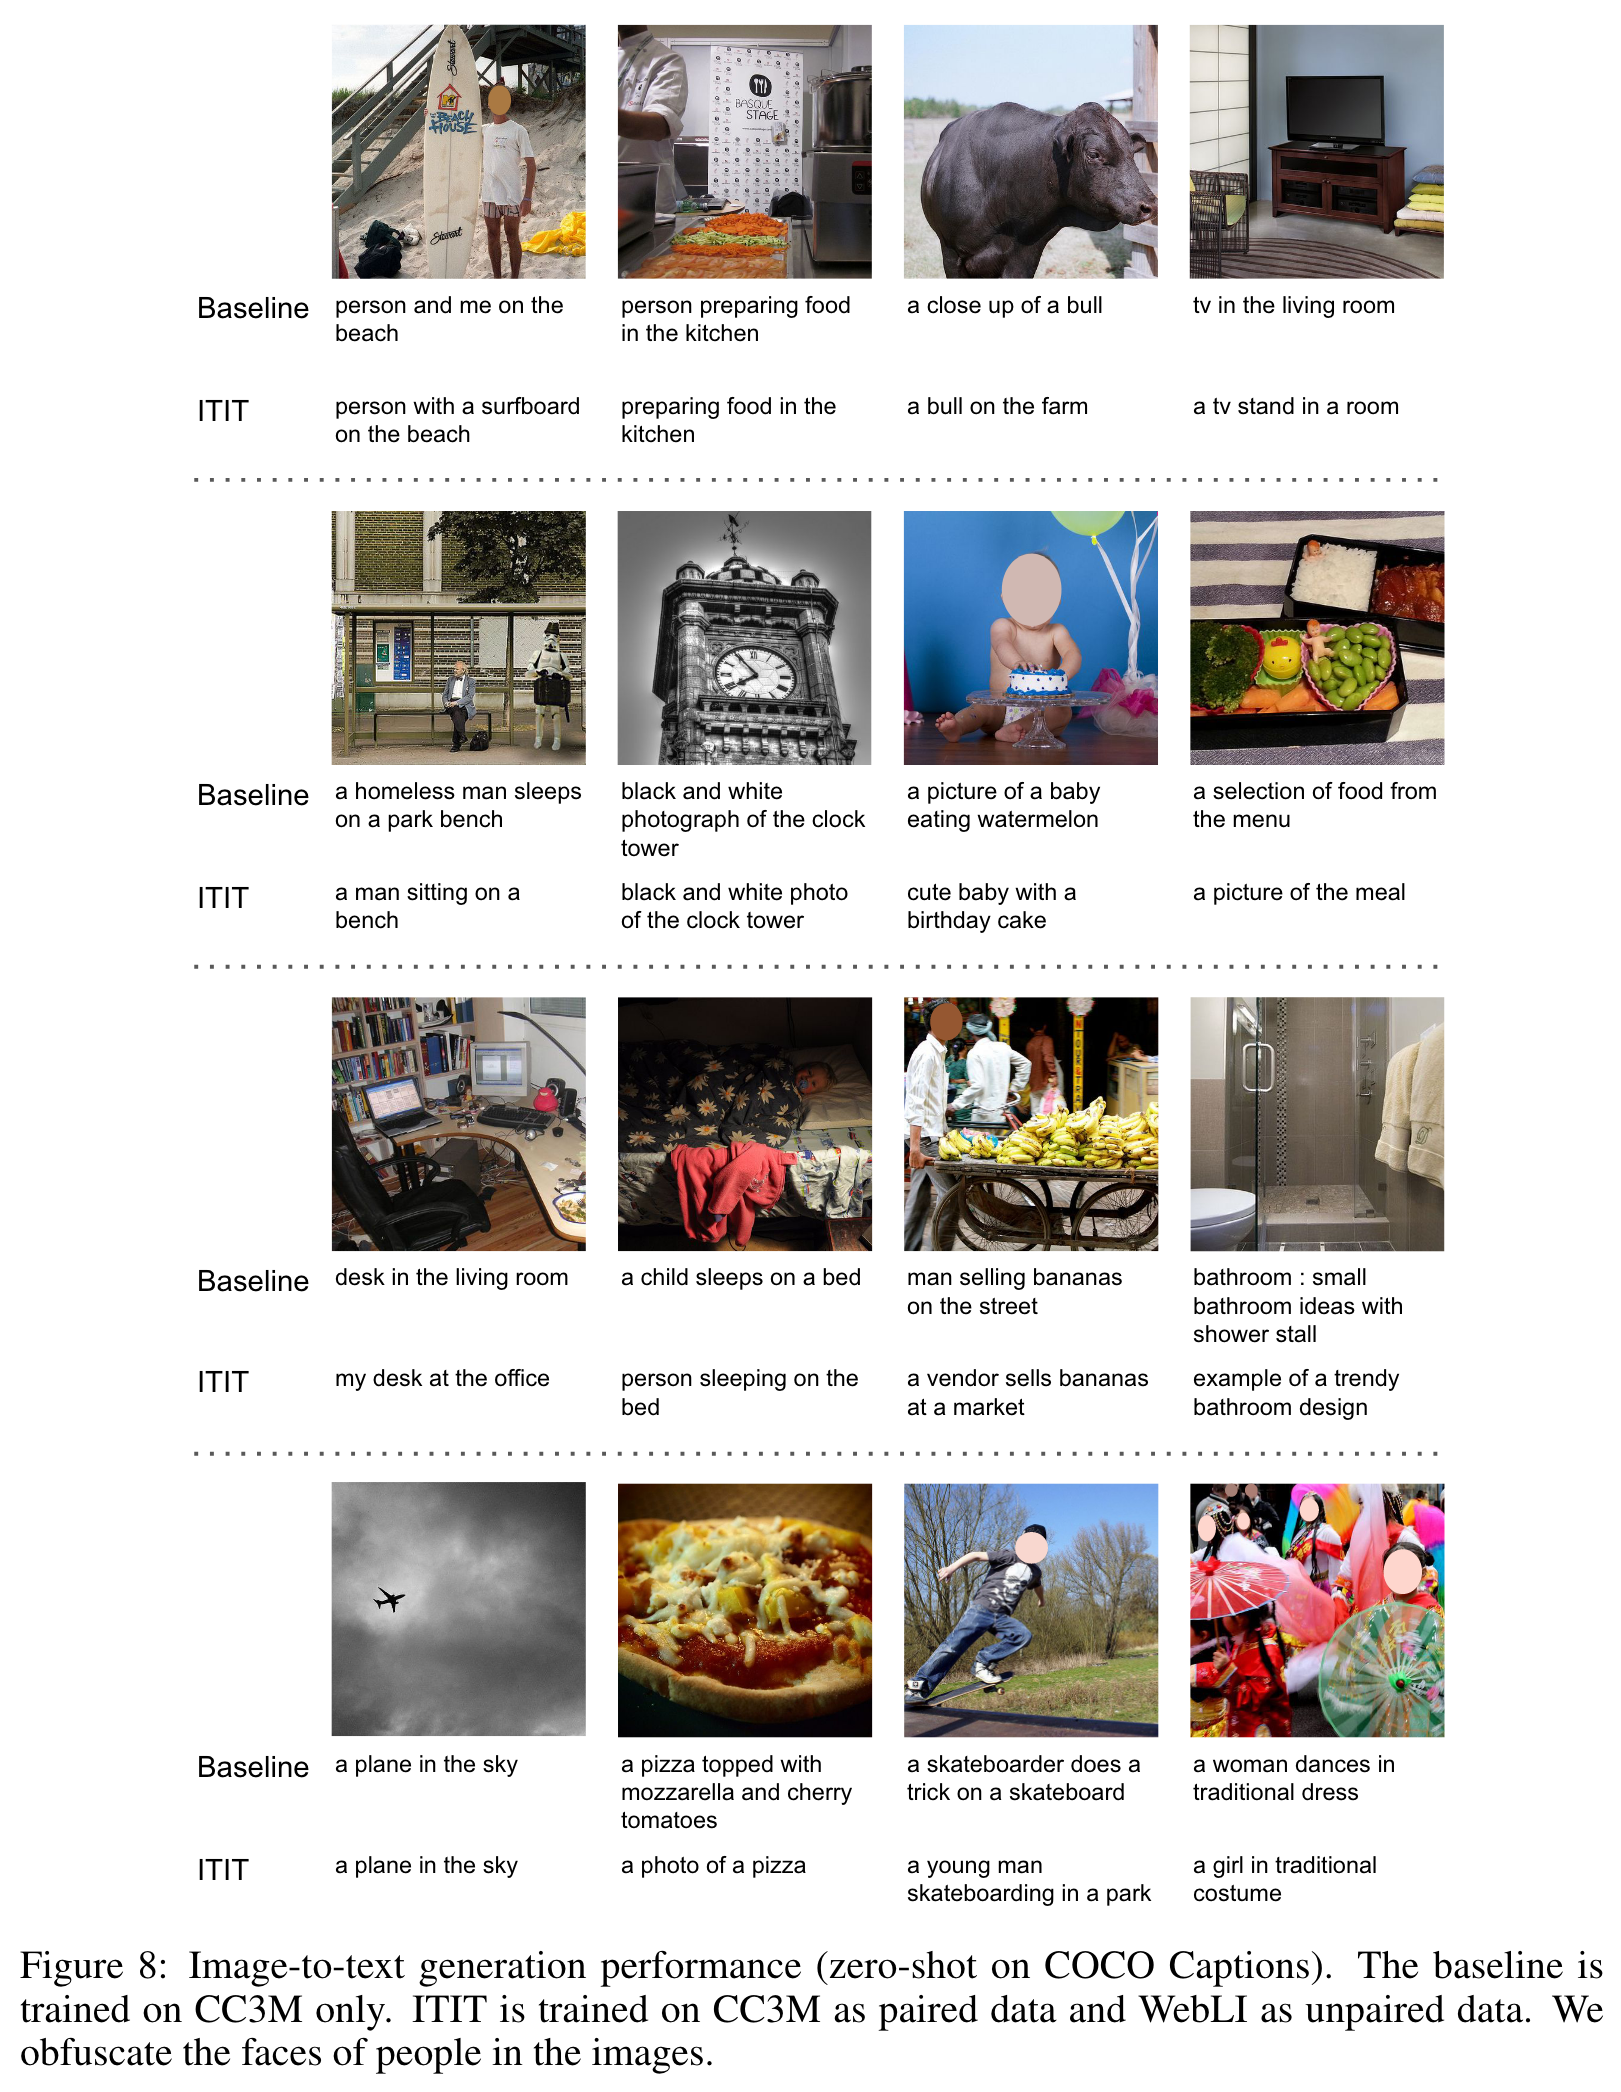 Stewart
BEACH
HOUSE
Stewart
BASQUE
STAGE
Baseline
person and me on the
beach
person preparing food
in the kitchen
a close up of a bull
tv in the living room
ITIT
person with a surfboard
on the beach
preparing food in the
kitchen
a bull on the farm
a tv stand in a room
Baseline
a homeless man sleeps
on a park bench
black and white
photograph of the clock
tower
a picture of a baby
eating watermelon
a selection of food from
the menu
ITIT
a man sitting on a
bench
black and white photo
of the clock tower
cute baby with a
birthday cake
a picture of the meal
Baseline
desk in the living room
a child sleeps on a bed
man selling bananas
on the street
bathroom : small
bathroom ideas with
shower stall
ITIT
my desk at the office
person sleeping on the
bed
a vendor sells bananas
at a market
example of a trendy
bathroom design
Baseline
a plane in the sky
a pizza topped with
mozzarella and cherry
tomatoes
a skateboarder does a
trick on a skateboard
a woman dances in
traditional dress
ITIT
a plane in the sky
a photo of a pizza
a young man
skateboarding in a park
a girl in traditional
costume
Figure 8: Image-to-text generation performance (zero-shot on COCO Captions). The baseline is
trained on CC3M only. ITIT is trained on CC3M as paired data and WebLI as unpaired data. We
obfuscate the faces of people in the images.